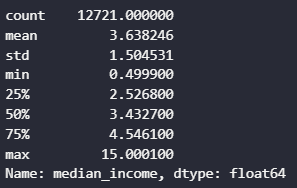 count    12721.000000
mean         3.638246
std          1.504531
min          0.499900
25%          2.526800
50%          3.432700
75%          4.546100
max         15.000100
Name: median_income, dtype: float64